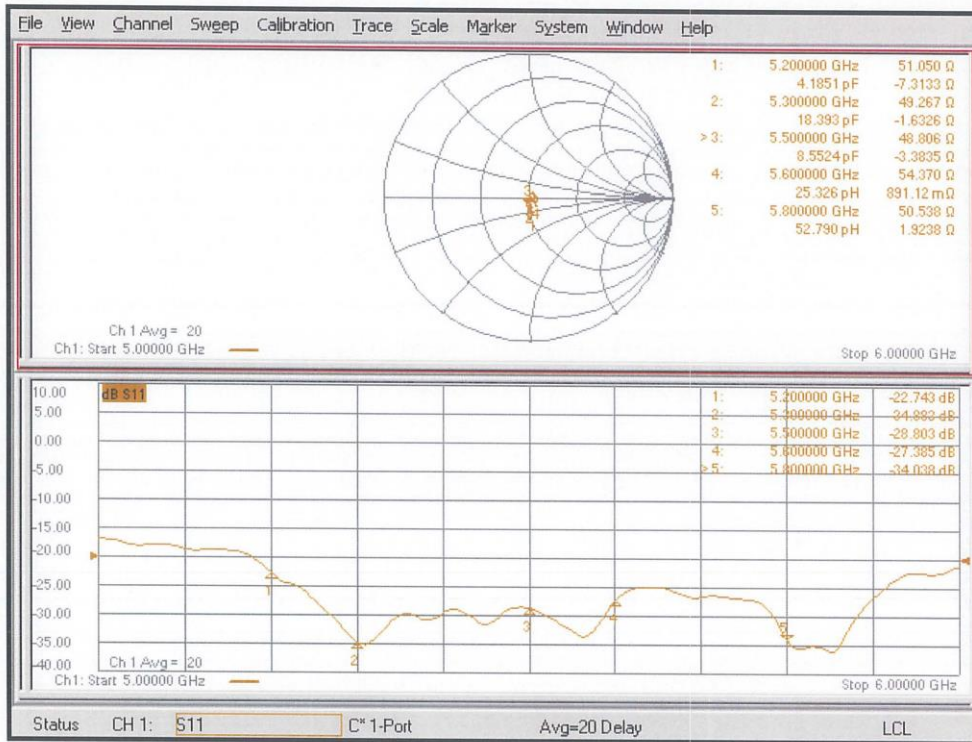 File View Channel Sweep Calibration Trace Scale Marker System Window Help
1: 5.200000 GHz 51.050 Ω
4.1851 pF -7.3133 Ω
2: 5.300000 GHz 49.267 Ω
18.393 pF -1.6326 Ω
>3: 5.500000 GHz 48.806 Ω
8.5524 pF -3.3835 Ω
4: 5.600000 GHz 54.370 Ω
25.326 pH 891.12 mΩ
5: 5.800000 GHz 50.538 Ω
52.790 pH 1.9238 Ω
Ch 1 Avg = 20
Ch1: Start 5.00000 GHz
Stop 6.00000 GHz
dB S11
10.00
5.00
0.00
-5.00
-10.00
-15.00
-20.00
-25.00
-30.00
-35.00
-40.00
1: 5.200000 GHz -22.743 dB
2: 5.300000 GHz -34.883 dB
3: 5.500000 GHz -28.803 dB
4: 5.600000 GHz -27.385 dB
>5: 5.800000 GHz -34.038 dB
1
2
3
4
5
Ch 1 Avg = 20
Ch1: Start 5.00000 GHz
Stop 6.00000 GHz
Status CH 1: S11 C* 1-Port Avg=20 Delay LCL